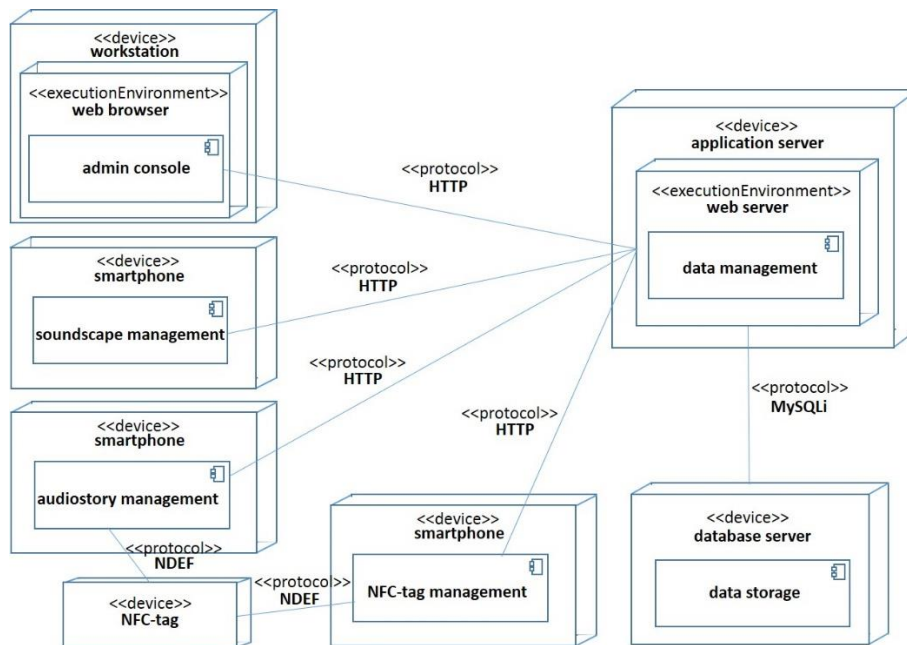 <<device>>
workstation
<<executionEnvironment>>
web browser
admin console
<<protocol>>
HTTP
<<device>>
application server
<<executionEnvironment>>
web server
data management
<<device>>
smartphone
soundscape management
<<protocol>>
HTTP
<<protocol>>
HTTP
<<device>>
smartphone
audiostory management
<<protocol>>
HTTP
<<protocol>>
MySQLi
<<protocol>>
NDEF
<<device>>
NFC-tag
<<protocol>>
NDEF
<<device>>
smartphone
NFC-tag management
<<device>>
database server
data storage